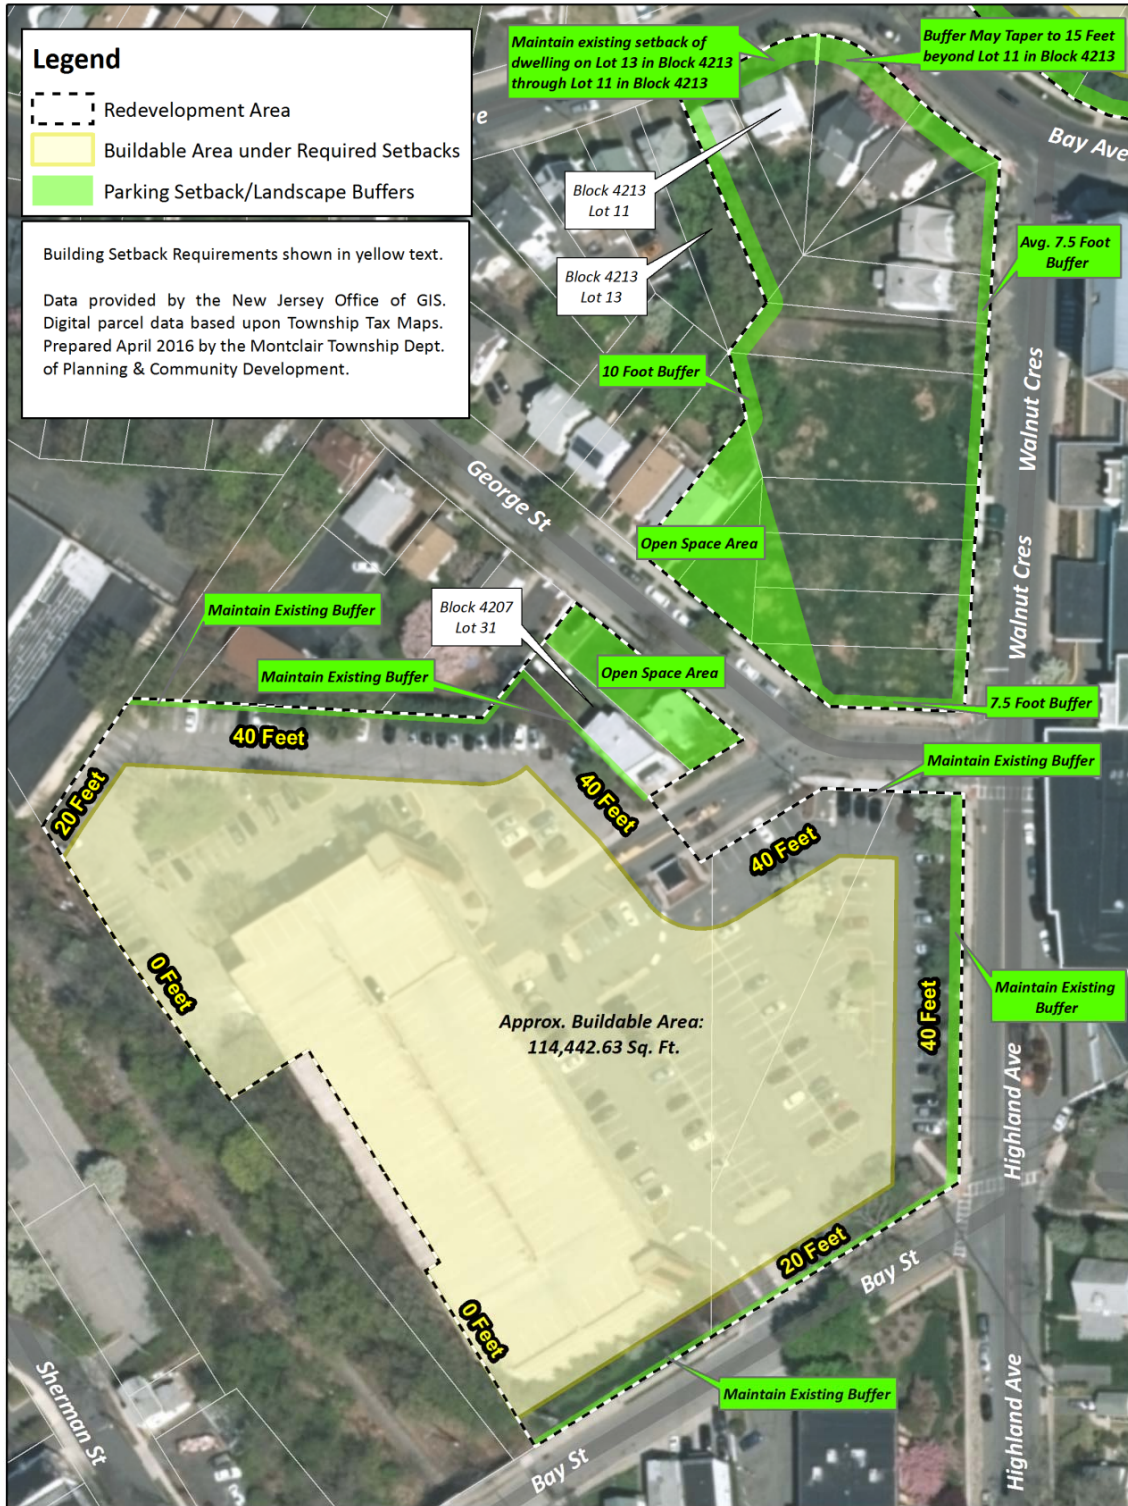 Legend
Redevelopment Area
Buildable Area under Required Setbacks
Parking Setback/Landscape Buffers
Building Setback Requirements shown in yellow text.
Data provided by the New Jersey Office of GIS.
Digital parcel data based upon Township Tax Maps.
Prepared April 2016 by the Montclair Township Dept.
of Planning & Community Development.
Maintain existing setback of
dwelling on Lot 13 in Block 4213
through Lot 11 in Block 4213
Buffer May Taper to 15 Feet
beyond Lot 11 in Block 4213
Bay Ave
Block 4213
Lot 11
Block 4213
Lot 13
Avg. 7.5 Foot
Buffer
10 Foot Buffer
Walnut Cres
George St
Open Space Area
Walnut Cres
Maintain Existing Buffer
Block 4207
Lot 31
Open Space Area
Maintain Existing Buffer
7.5 Foot Buffer
40 Feet
Maintain Existing Buffer
20 Feet
40 Feet
40 Feet
0 Feet
Maintain Existing
Buffer
40 Feet
Approx. Buildable Area:
114,442.63 Sq. Ft.
Highland Ave
20 Feet
Bay St
0 Feet
Maintain Existing Buffer
Sherman St
Bay St
Highland Ave